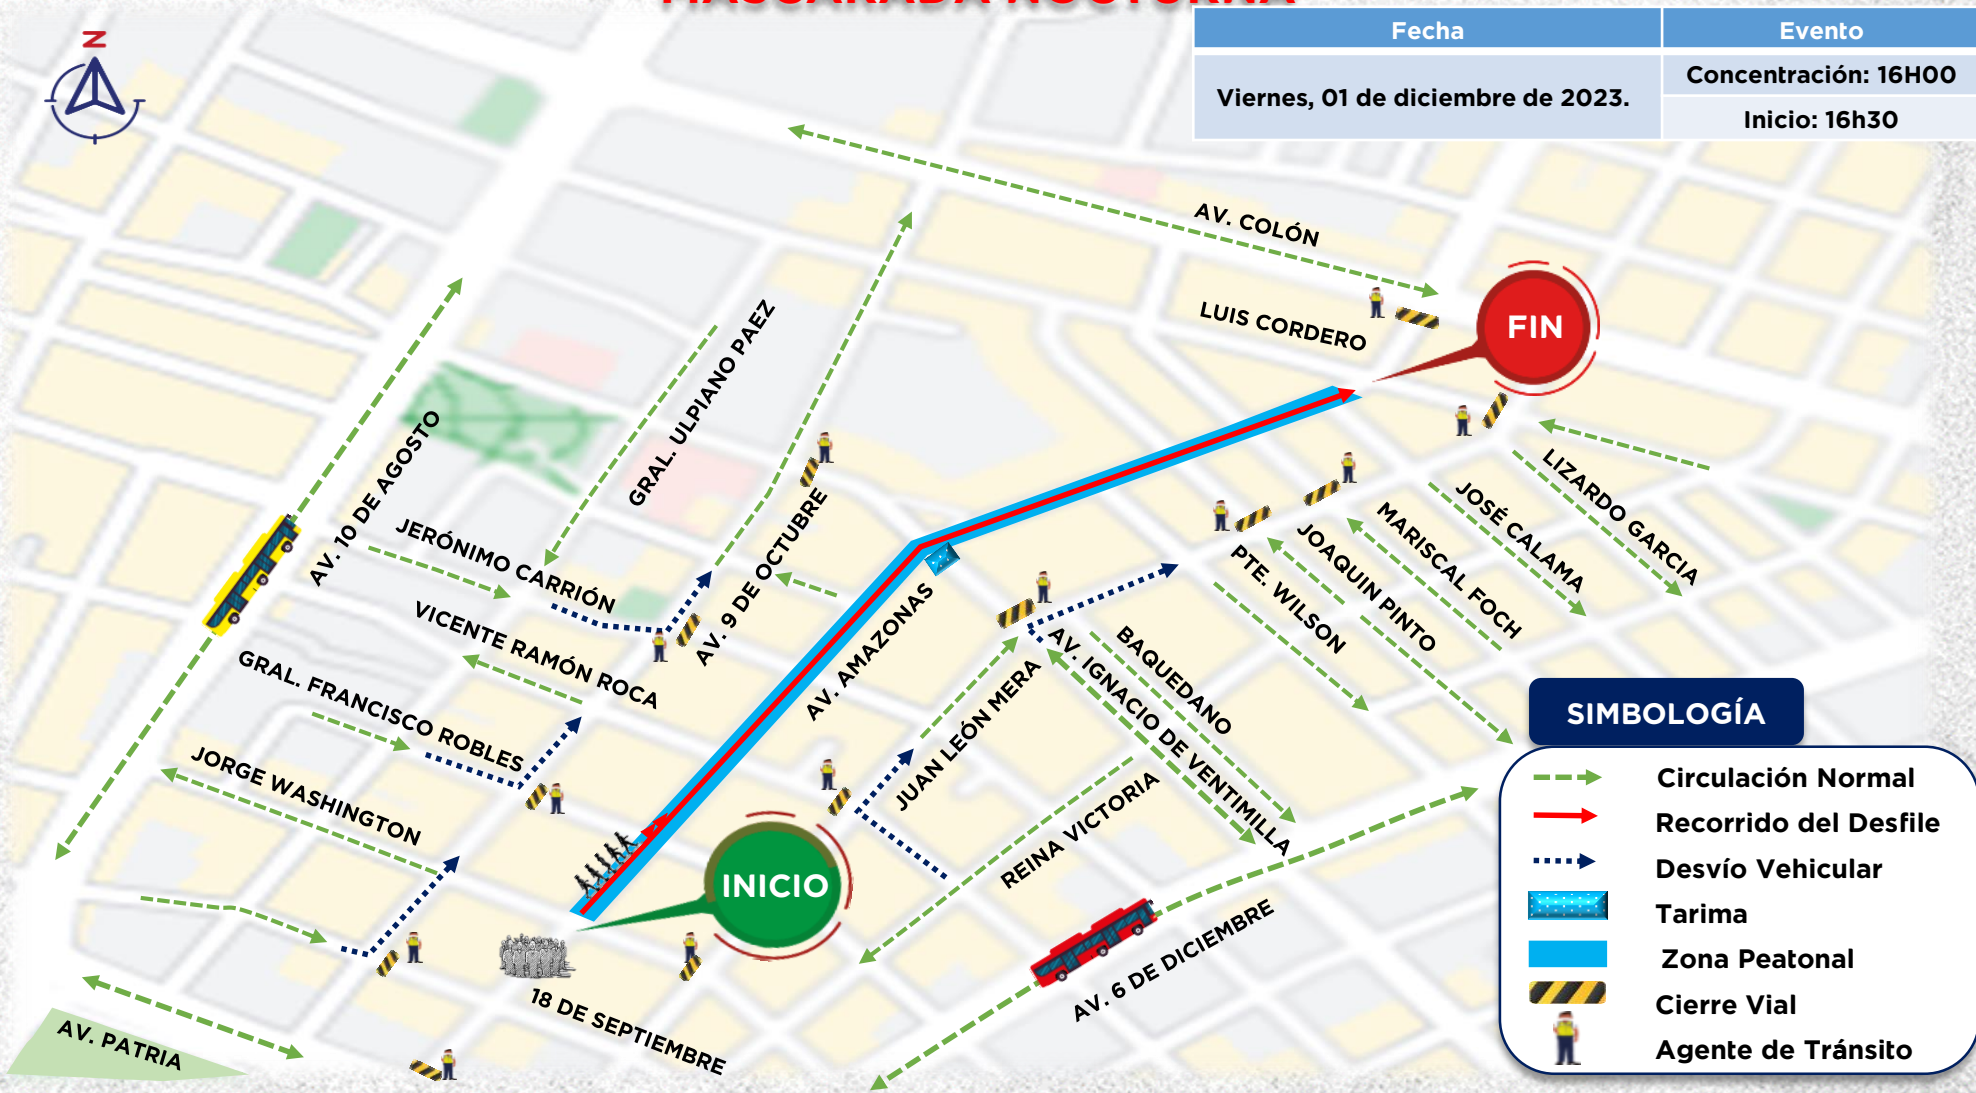 MASCARADA NOCTURNA
Fecha
Evento
Viernes, 01 de diciembre de 2023.
Concentración: 16H00
Inicio: 16h30
N
AV. COLÓN
LUIS CORDERO
FIN
GRAL. ULPIANO PAEZ
AV. 10 DE AGOSTO
JERÓNIMO CARRIÓN
AV. 9 DE OCTUBRE
VICENTE RAMÓN ROCA
GRAL. FRANCISCO ROBLES
JORGE WASHINGTON
AV. AMAZONAS
LIZARDO GARCIA
JOSÉ CALAMA
MARISCAL FOCH
JOAQUIN PINTO
PTE. WILSON
BAQUEDANO
AV. IGNACIO DE VENTIMILLA
JUAN LEÓN MERA
REINA VICTORIA
INICIO
AV. 6 DE DICIEMBRE
18 DE SEPTIEMBRE
AV. PATRIA
SIMBOLOGÍA
Circulación Normal
Recorrido del Desfile
Desvío Vehicular
Tarima
Zona Peatonal
Cierre Vial
Agente de Tránsito